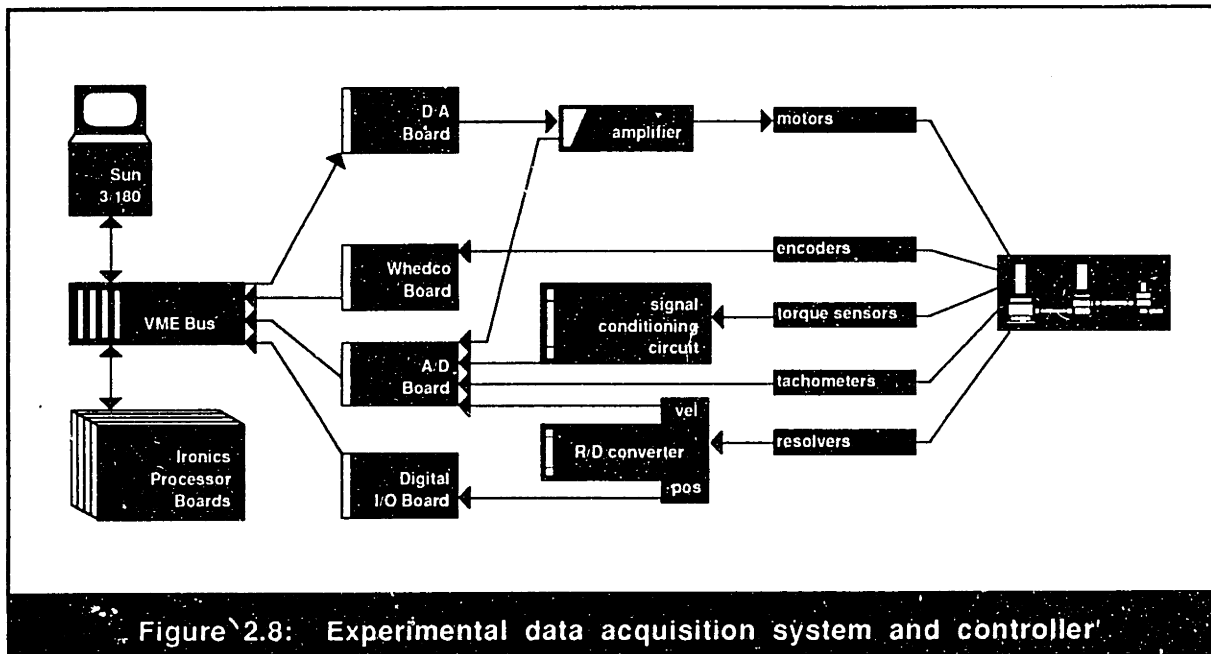 Sun
3/180
VME Bus
Ironics
Processor
Boards
D/A
Board
Whedco
Board
A/D
Board
Digital
I/O Board
amplifier
signal
conditioning
circuit
vel
R/D converter
pos
motors
encoders
torque sensors
tachometers
resolvers
Figure 2.8: Experimental data acquisition system and controller